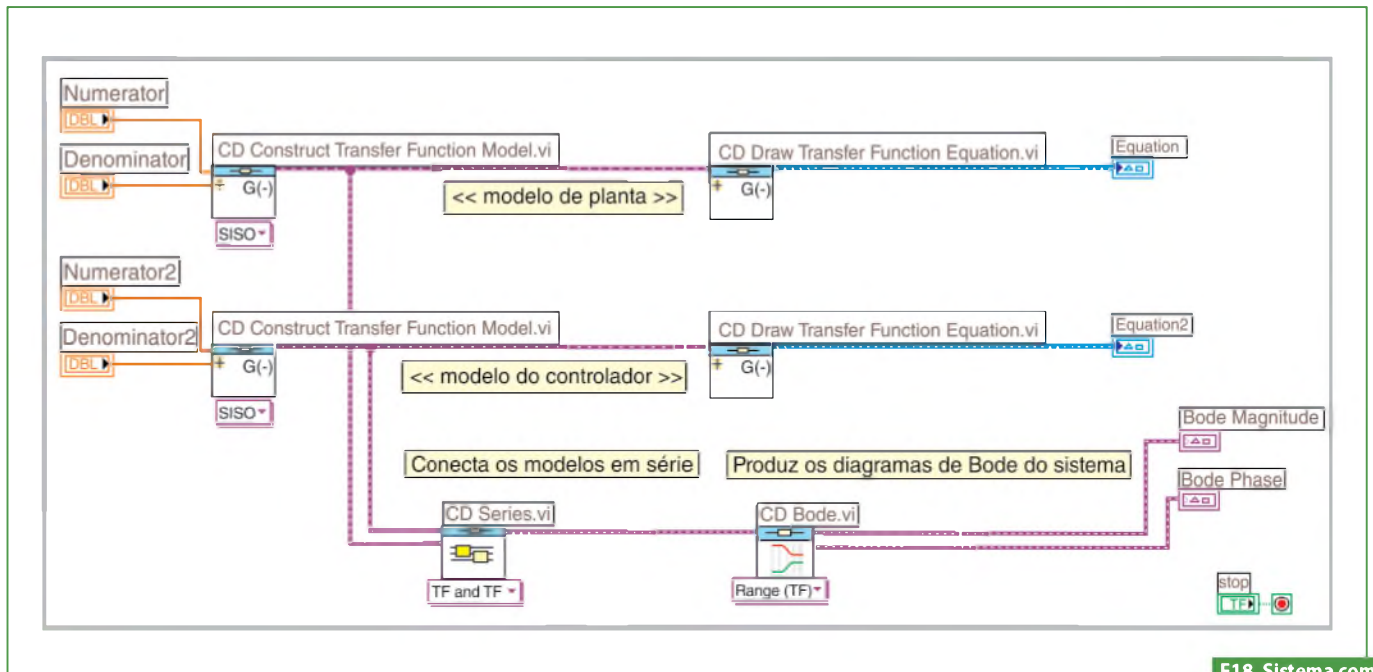 Numerator
DBL
Denominator
DBL
CD Construct Transfer Function Model.vi
G(-)
SISO
<< modelo de planta >>
CD Draw Transfer Function Equation.vi
G(-)
Equation
Numerator2
DBL
Denominator2
DBL
CD Construct Transfer Function Model.vi
G(-)
SISO
<< modelo do controlador >>
CD Draw Transfer Function Equation.vi
G(-)
Equation2
Conecta os modelos em série
Produz os diagramas de Bode do sistema
Bode Magnitude
Bode Phase
CD Series.vi
TF and TF
CD Bode.vi
Range (TF)
stop
TF
F18. Sistema com